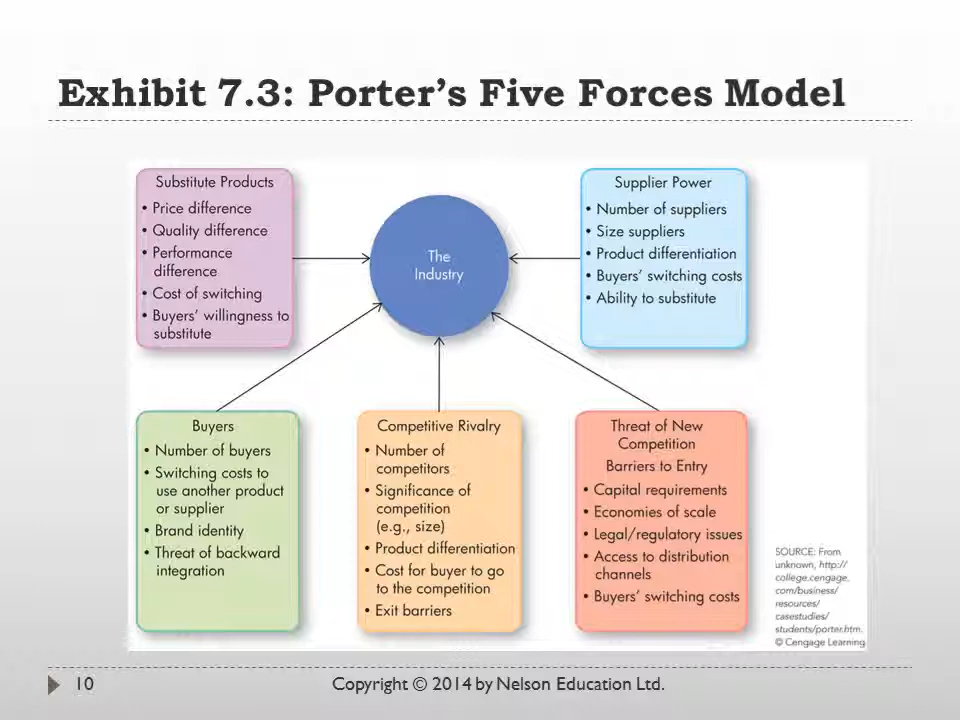 Exhibit 7.3: Porter's Five Forces Model
Substitute Products
• Price difference
• Quality difference
• Performance
difference
• Cost of switching
• Buyers' willingness to
substitute
The
Industry
Supplier Power
• Number of suppliers
• Size suppliers
• Product differentiation
• Buyers' switching costs
• Ability to substitute
Buyers
• Number of buyers
• Switching costs to
use another product
or supplier
• Brand identity
• Threat of backward
integration
Competitive Rivalry
• Number of
competitors
• Significance of
competition
(e.g., size)
• Product differentiation
• Cost for buyer to go
to the competition
• Exit barriers
Threat of New
Competition
Barriers to Entry
• Capital requirements
• Economies of scale
• Legal/regulatory issues
• Access to distribution
channels
• Buyers' switching costs
SOURCE: From
unknown, http://
college.cengage.
com/business/
resources/
casestudies/
students/porter.htm.
© Cengage Learning
10
Copyright © 2014 by Nelson Education Ltd.